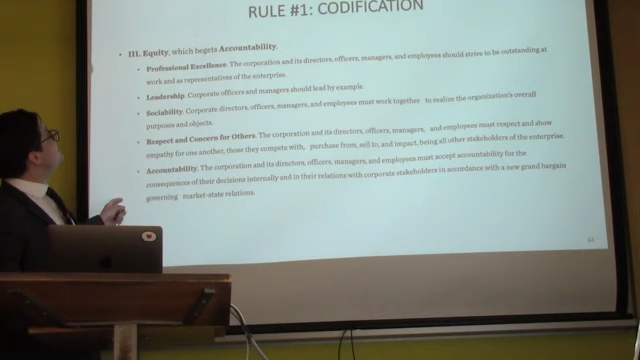 RULE #1: CODIFICATION
• III. Equity, which begets Accountability.
• Professional Excellence. The corporation and its directors, officers, managers, and employees should strive to be outstanding at
work and as representatives of the enterprise.
• Leadership. Corporate officers and managers should lead by example.
• Sociability. Corporate directors, officers, managers, and employees must work together to realize the organization's overall
purposes and objects.
• Respect and Concern for Others. The corporation and its directors, officers, managers, and employees must respect and show
empathy for one another, those they compete with, purchase from, sell to, and impact, being all other stakeholders of the enterprise.
• Accountability. The corporation and its directors, officers, managers, and employees must accept accountability for the
consequences of their decisions internally and in their relations with corporate stakeholders in accordance with a new grand bargain
governing market-state relations.
44